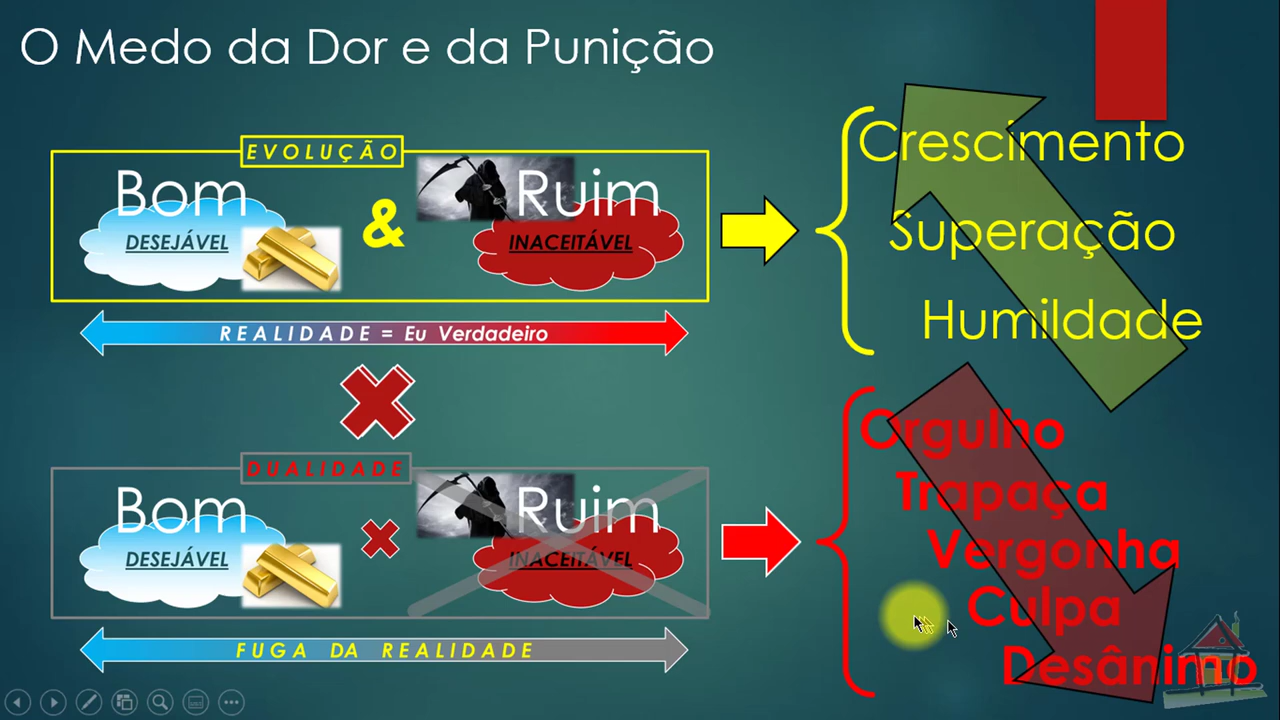 O Medo da Dor e da Punição
EVOLUÇÃO
Bom
DESEJÁVEL
&
Ruim
INACEITÁVEL
REALIDADE = Eu Verdadeiro
Crescimento
Superação
Humildade
DUALIDADE
Bom
DESEJÁVEL
Ruim
INACEITÁVEL
FUGA DA REALIDADE
Orgulho
Trapaça
Vergonha
Culpa
Desânimo